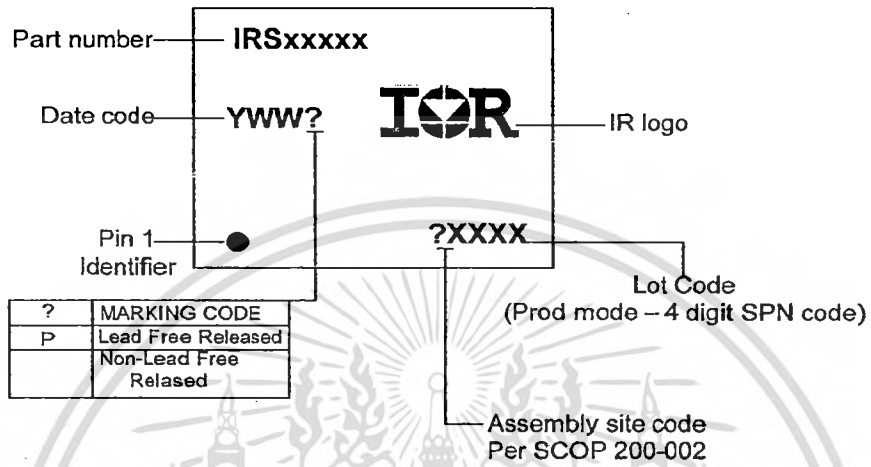 Part number
IRSxxxxx
Date code
YWW?
IOR
IR logo
Pin 1
Identifier
?XXXX
Lot Code
(Prod mode – 4 digit SPN code)
? MARKING CODE
P Lead Free Released
Non-Lead Free
Relased
Assembly site code
Per SCOP 200-002